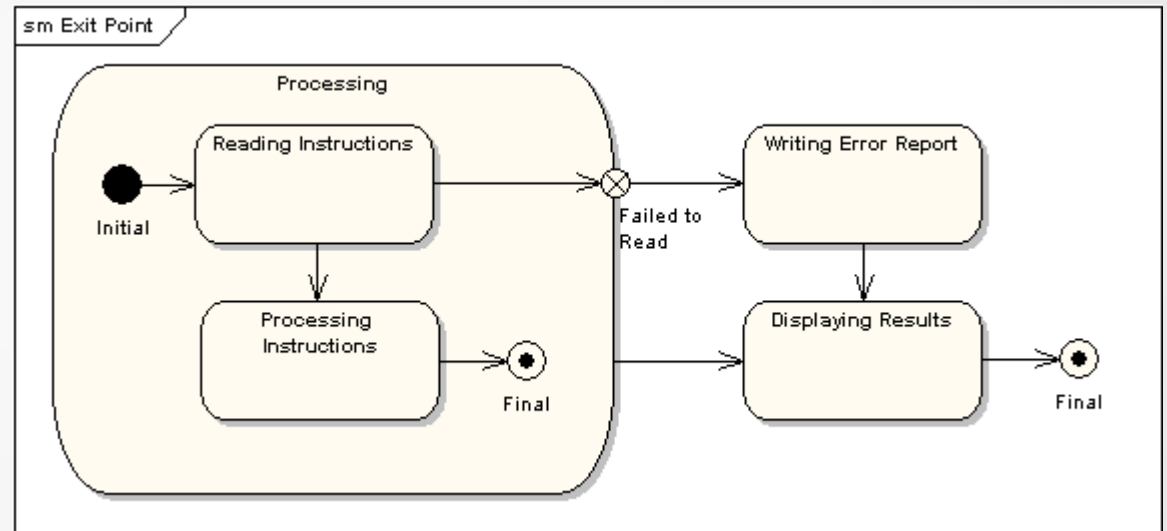 sm Exit Point
Processing
Reading Instructions
Writing Error Report
Initial
Failed to
Read
Processing
Instructions
Displaying Results
Final
Final